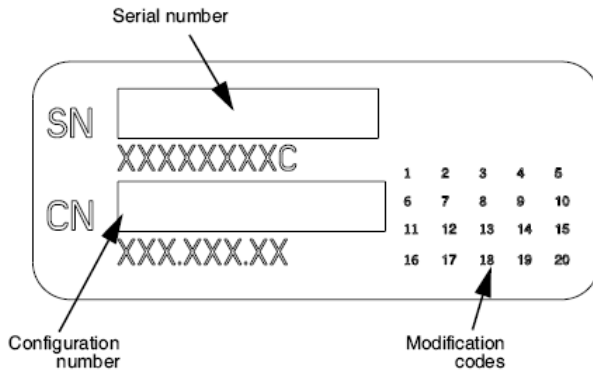 Serial number
SN
XXXXXXXXC
CN
XXX.XXX.XX
1 2 3 4 5
6 7 8 9 10
11 12 13 14 15
16 17 18 19 20
Configuration
number
Modification
codes